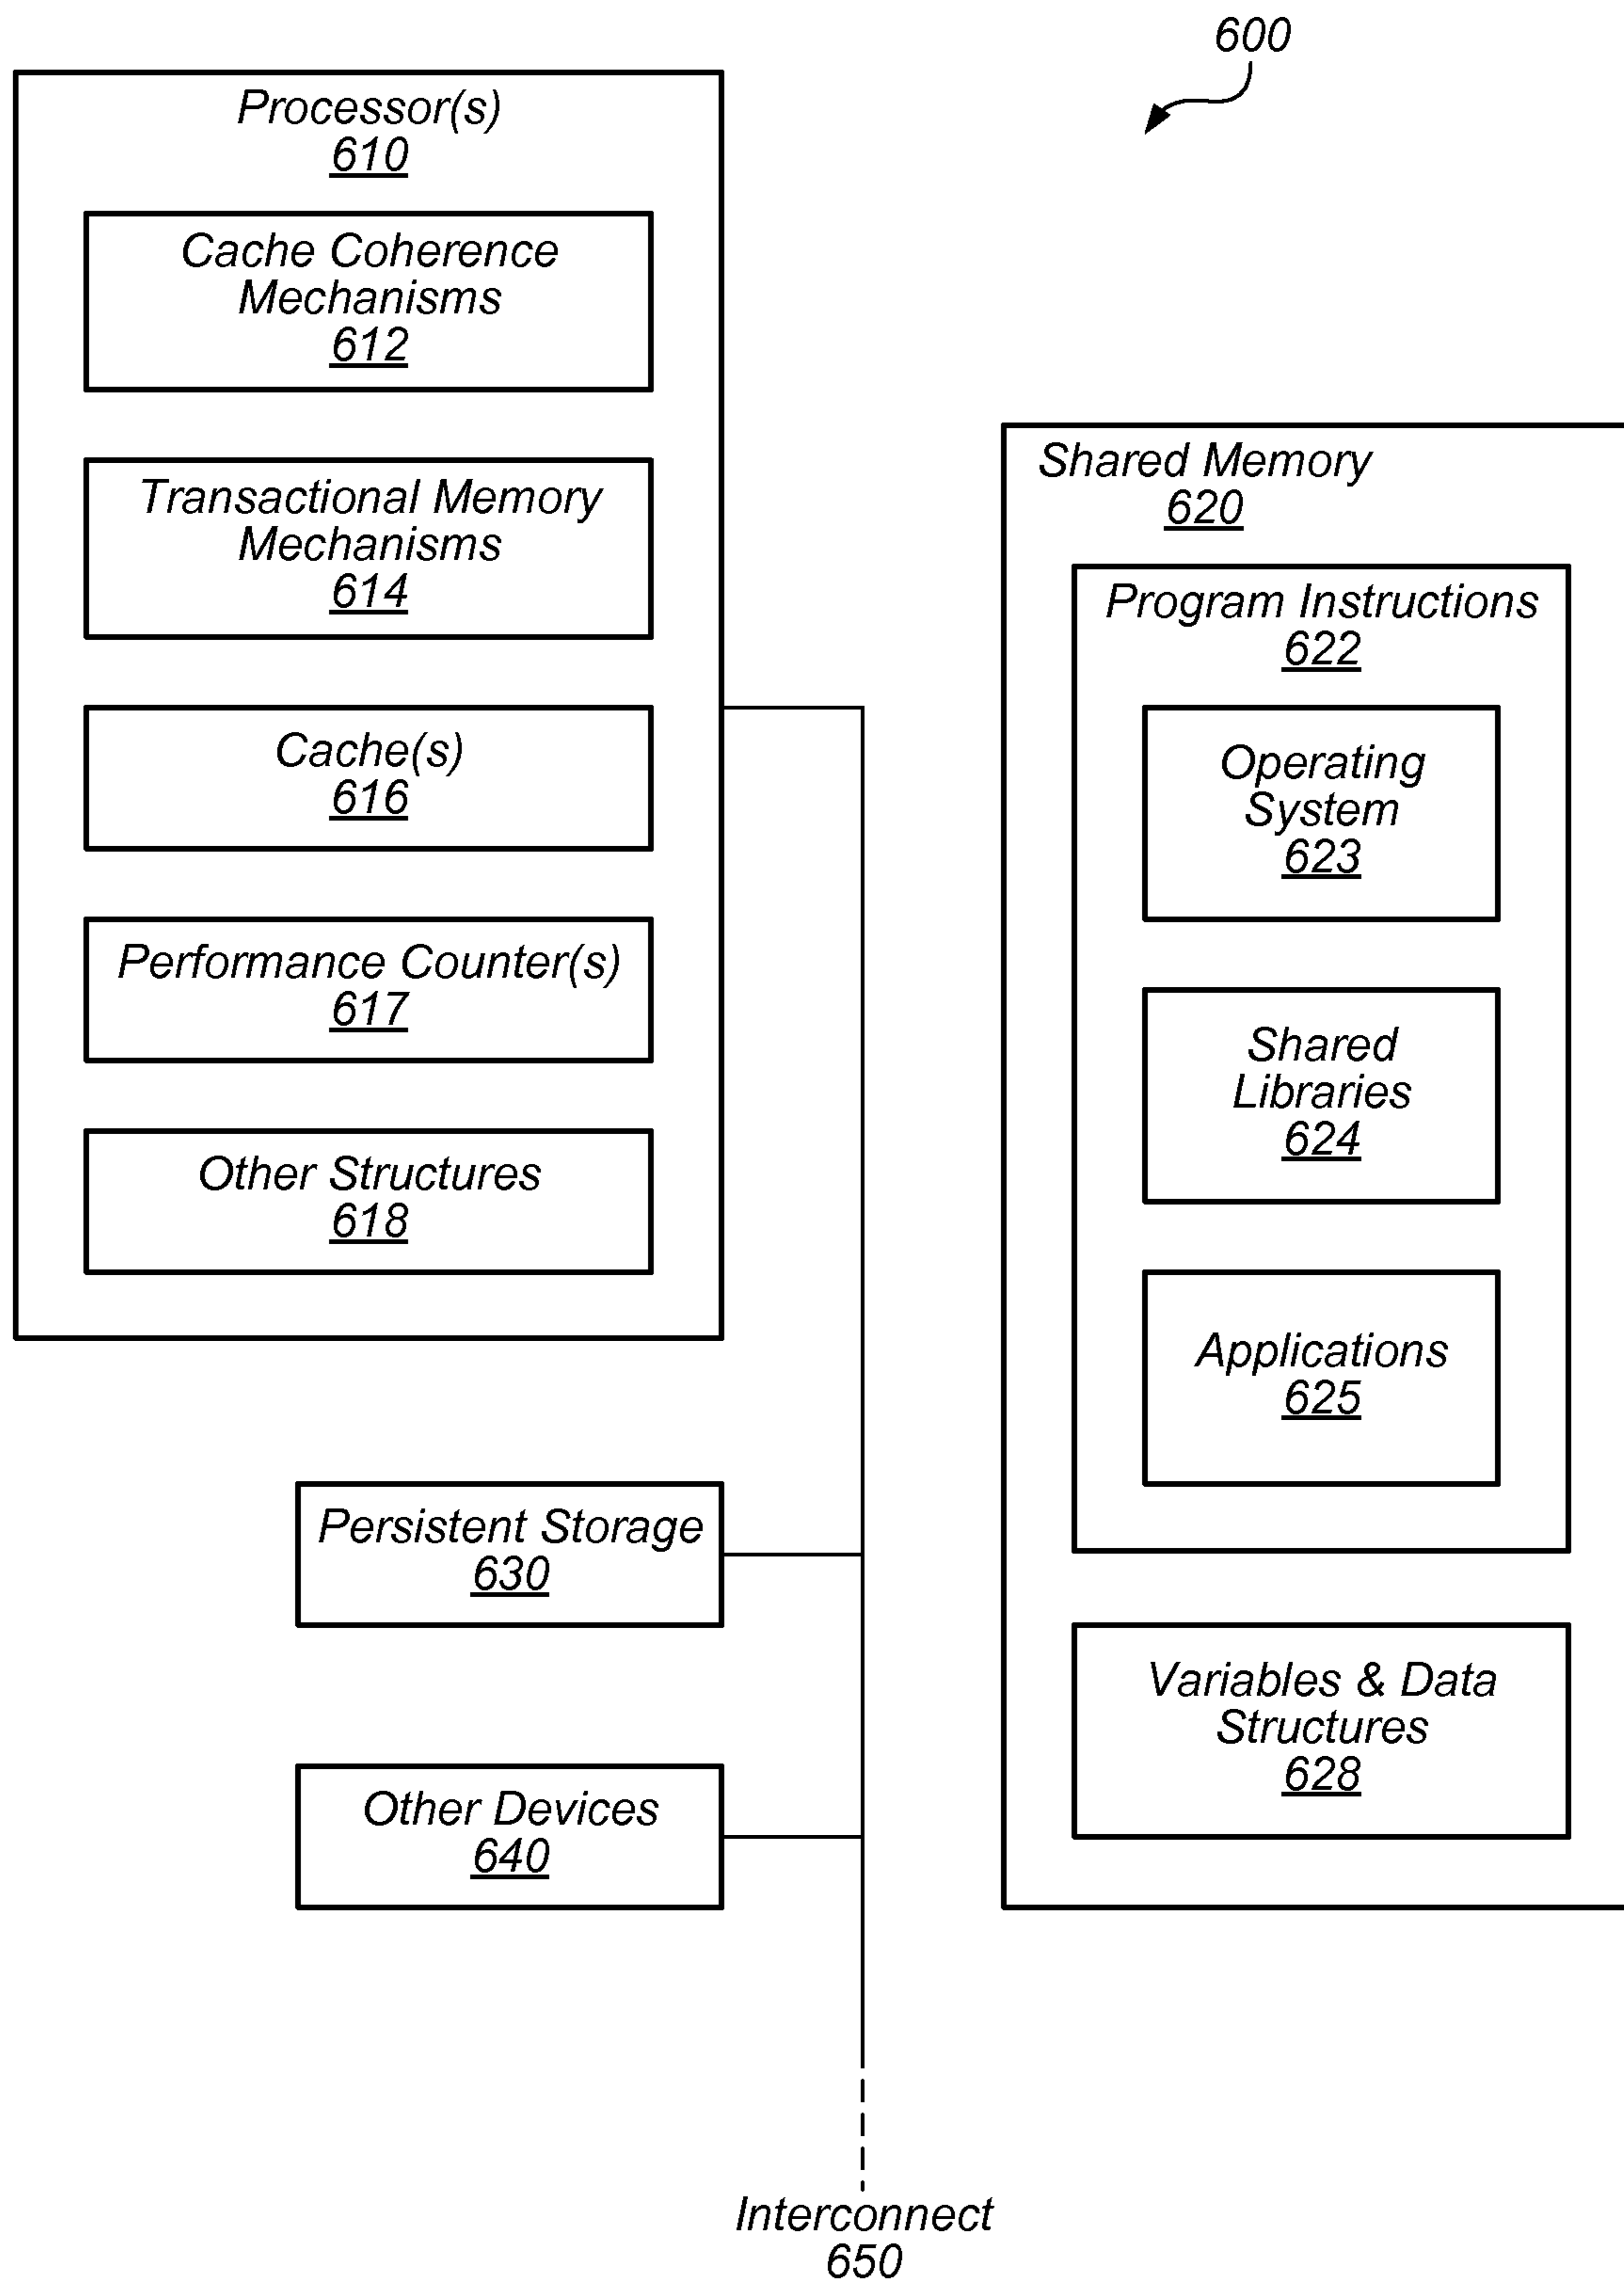 600
Processor(s)
610
Cache Coherence
Mechanisms
612
Transactional Memory
Mechanisms
614
Cache(s)
616
Performance Counter(s)
617
Other Structures
618
Shared Memory
620
Program Instructions
622
Operating
System
623
Shared
Libraries
624
Applications
625
Variables & Data
Structures
628
Persistent Storage
630
Other Devices
640
Interconnect
650